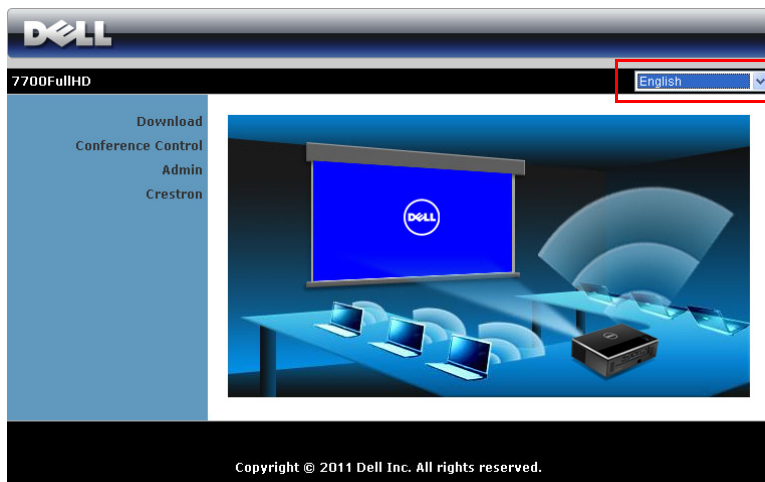 DELL
7700FullHD
English
Download
Conference Control
Admin
Crestron
DELL
Copyright © 2011 Dell Inc. All rights reserved.